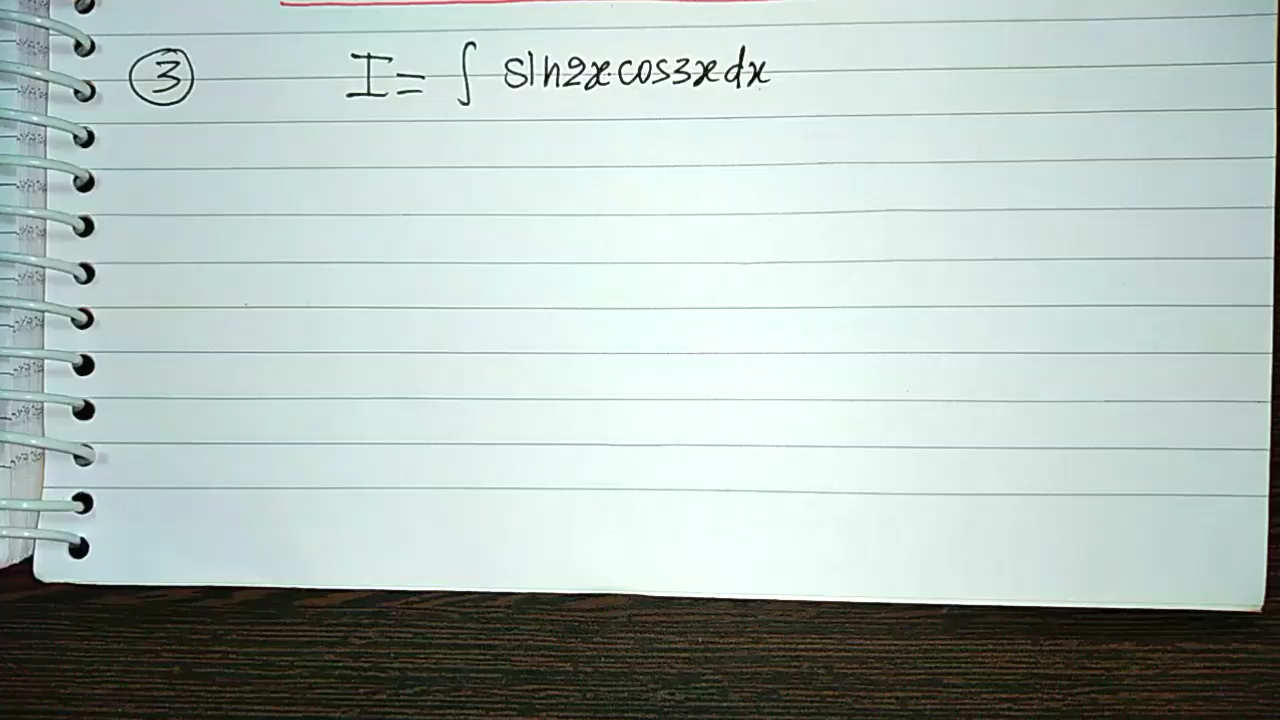 ③ I = ∫ sin2x.cos3x dx